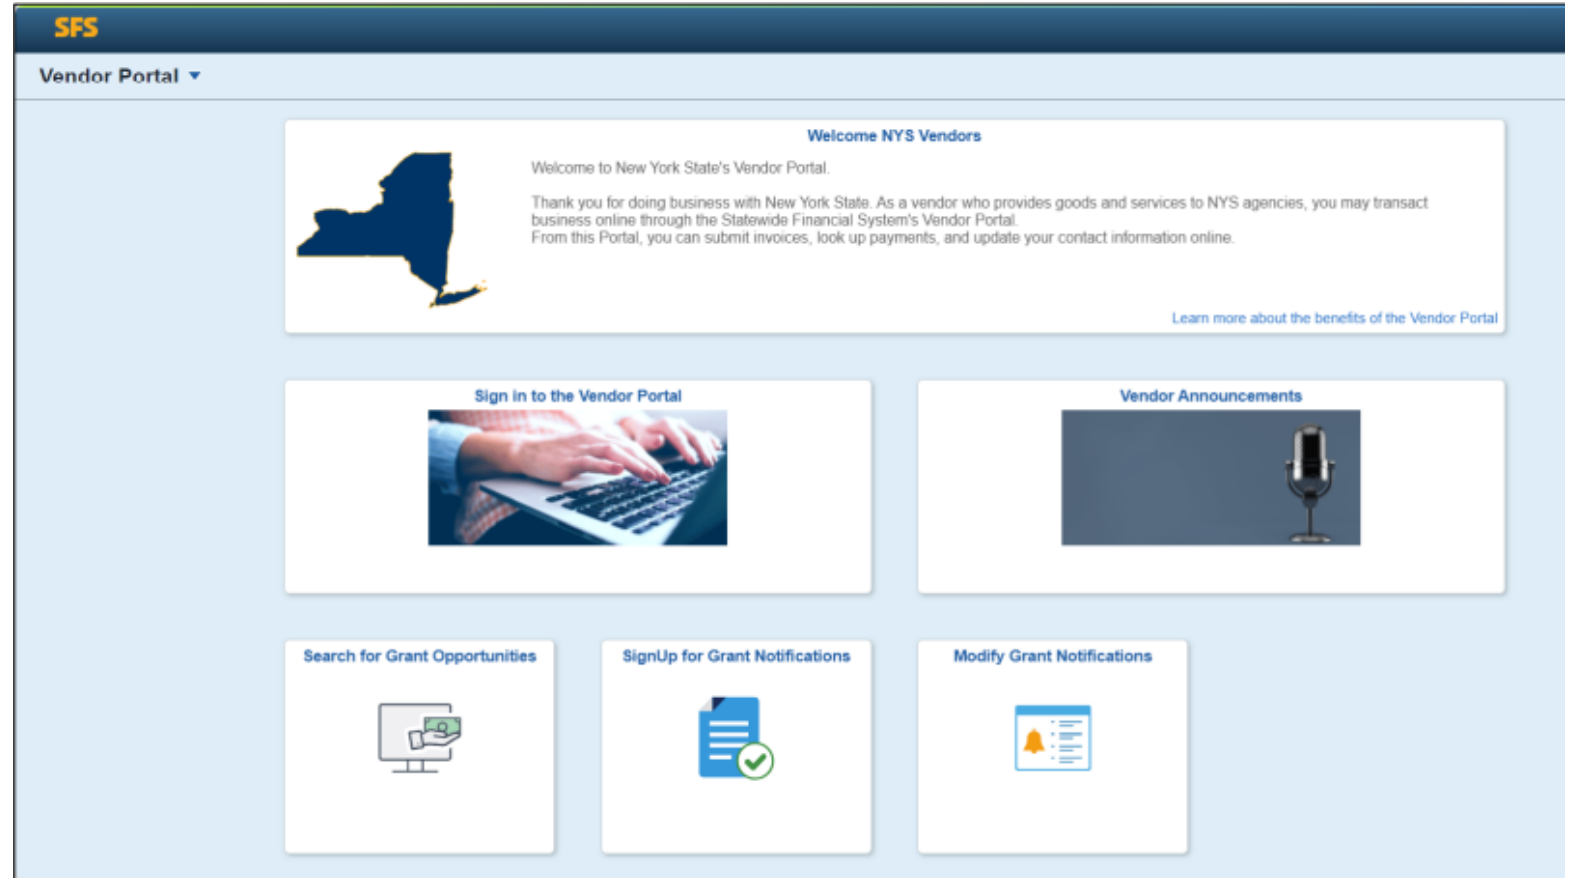 SFS
Vendor Portal
Welcome NYS Vendors
Welcome to New York State's Vendor Portal.
Thank you for doing business with New York State. As a vendor who provides goods and services to NYS agencies, you may transact
business online through the Statewide Financial System's Vendor Portal.
From this Portal, you can submit invoices, look up payments, and update your contact information online.
Learn more about the benefits of the Vendor Portal
Sign in to the Vendor Portal
Vendor Announcements
Search for Grant Opportunities
SignUp for Grant Notifications
Modify Grant Notifications